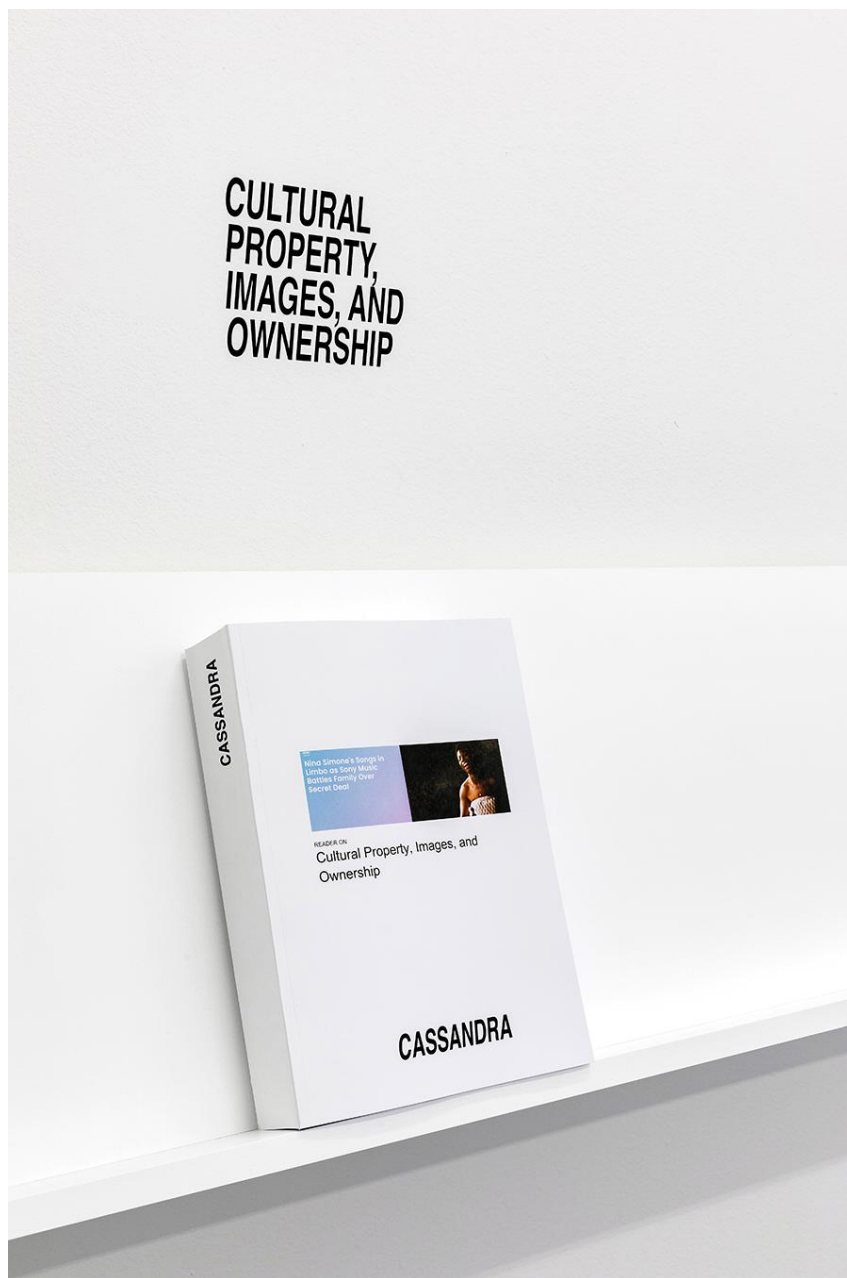 CULTURAL
PROPERTY,
IMAGES, AND
OWNERSHIP
CASSANDRA
Nina Simone's Songs in
Limbo as Sony Music
Battles Family Over
Secret Deal
READER ON
Cultural Property, Images, and
Ownership
CASSANDRA